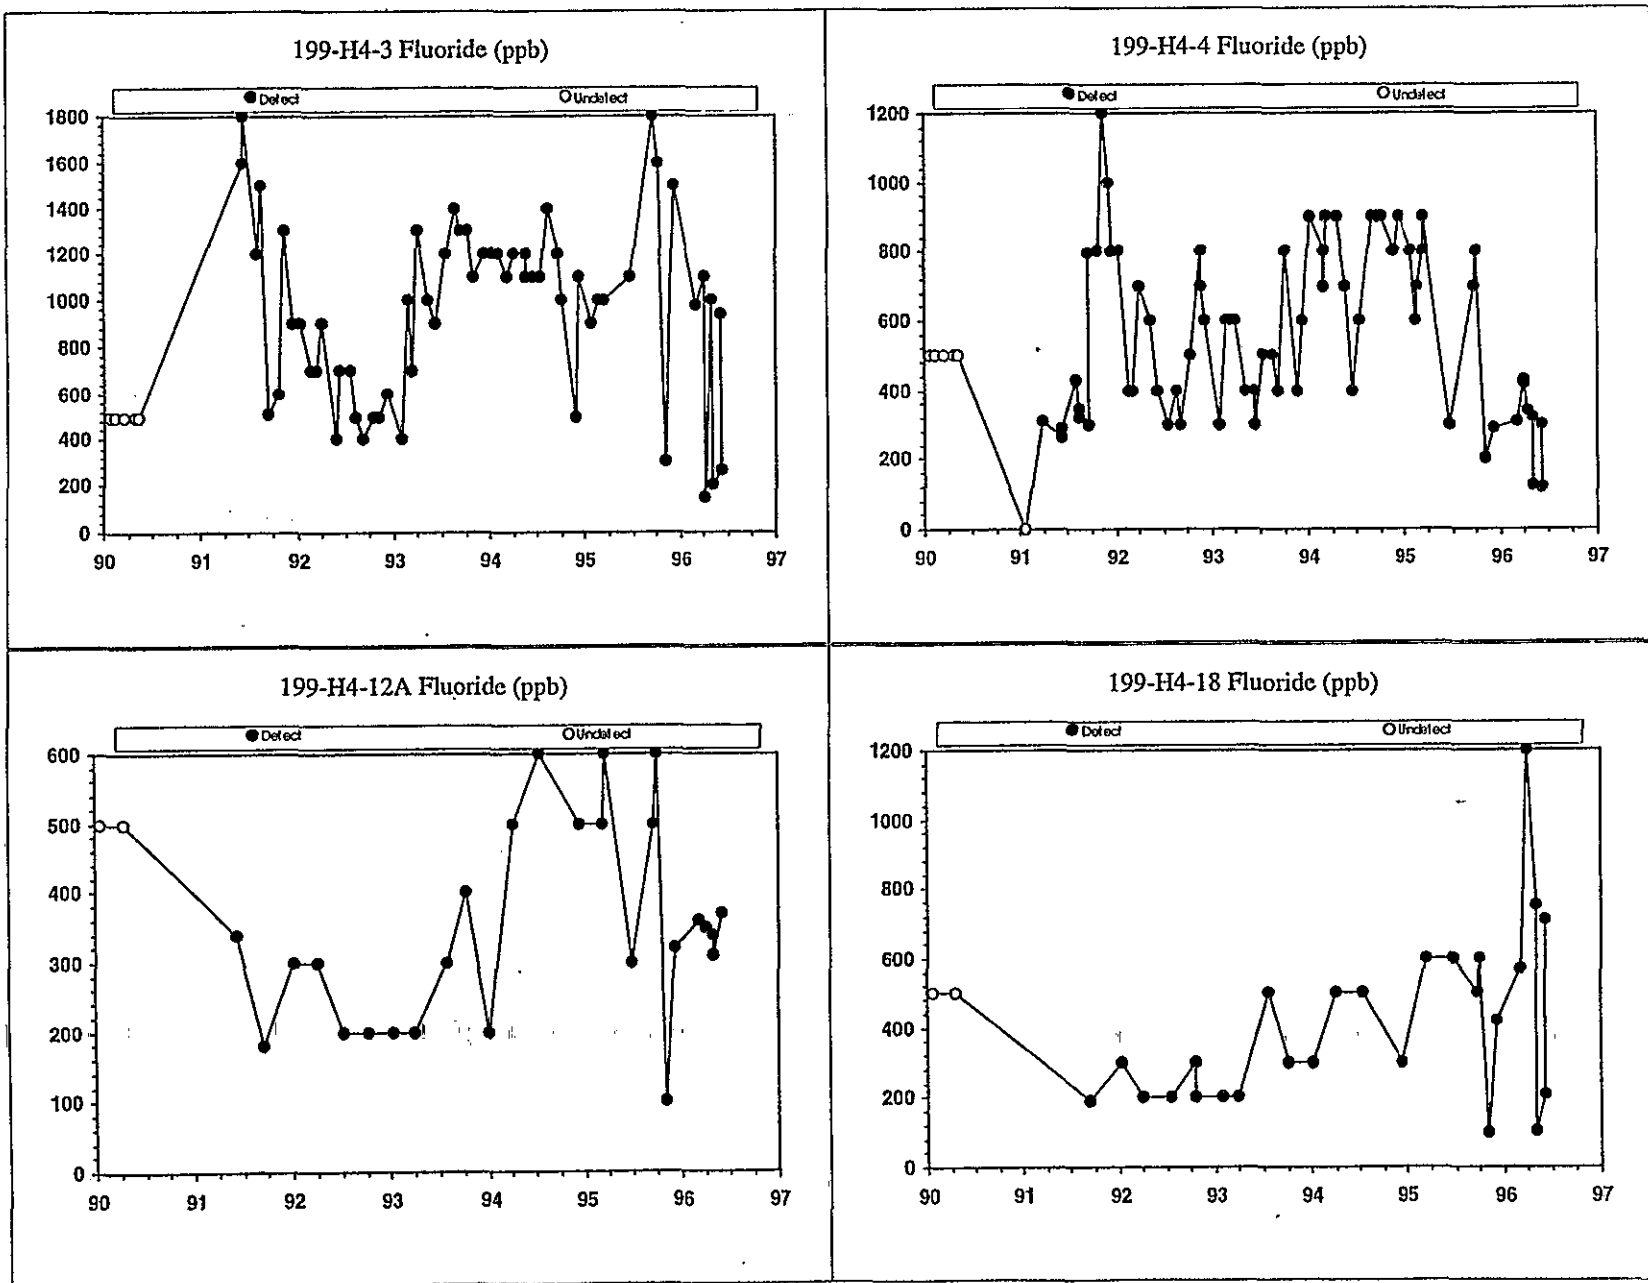 199-H4-3 Fluoride (ppb)
Detect Undetect
1800
1600
1400
1200
1000
800
600
400
200
0
90 91 92 93 94 95 96 97
199-H4-4 Fluoride (ppb)
Detect Undetect
1200
1000
800
600
400
200
0
90 91 92 93 94 95 96 97
199-H4-12A Fluoride (ppb)
Detect Undetect
600
500
400
300
200
100
0
90 91 92 93 94 95 96 97
199-H4-18 Fluoride (ppb)
Detect Undetect
1200
1000
800
600
400
200
0
90 91 92 93 94 95 96 97